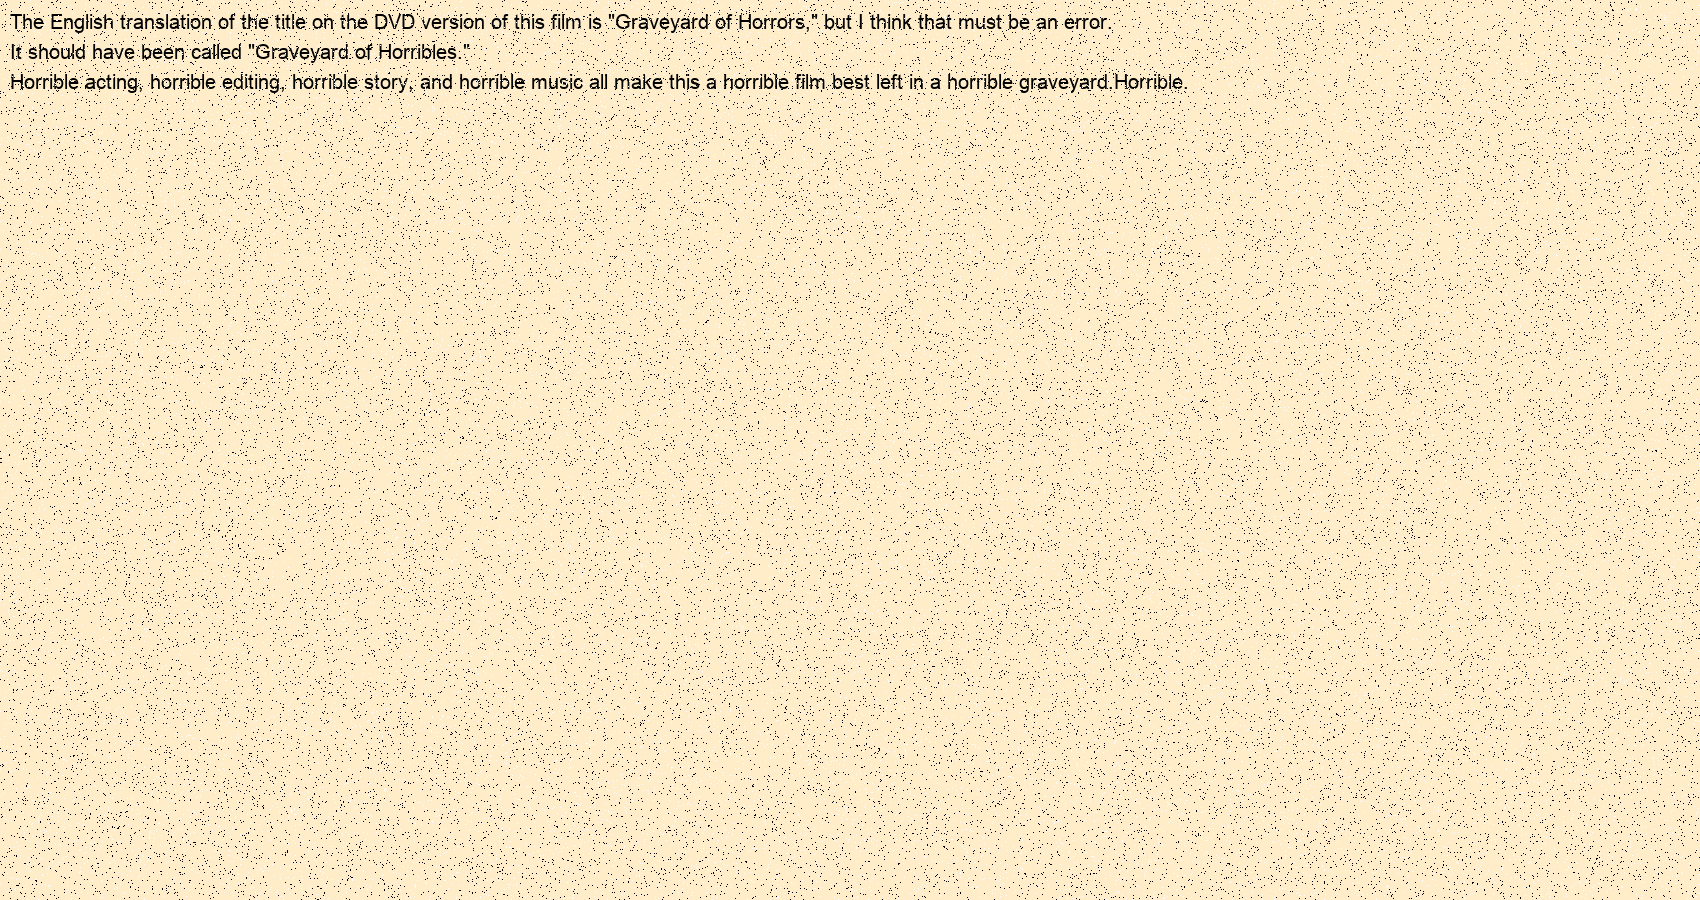 The English translation of the title on the DVD version of this film is "Graveyard of Horrors," but I think that must be an error.
It should have been called "Graveyard of Horribles."
Horrible acting, horrible editing, horrible story, and horrible music all make this a horrible film best left in a horrible graveyard.Horrible.